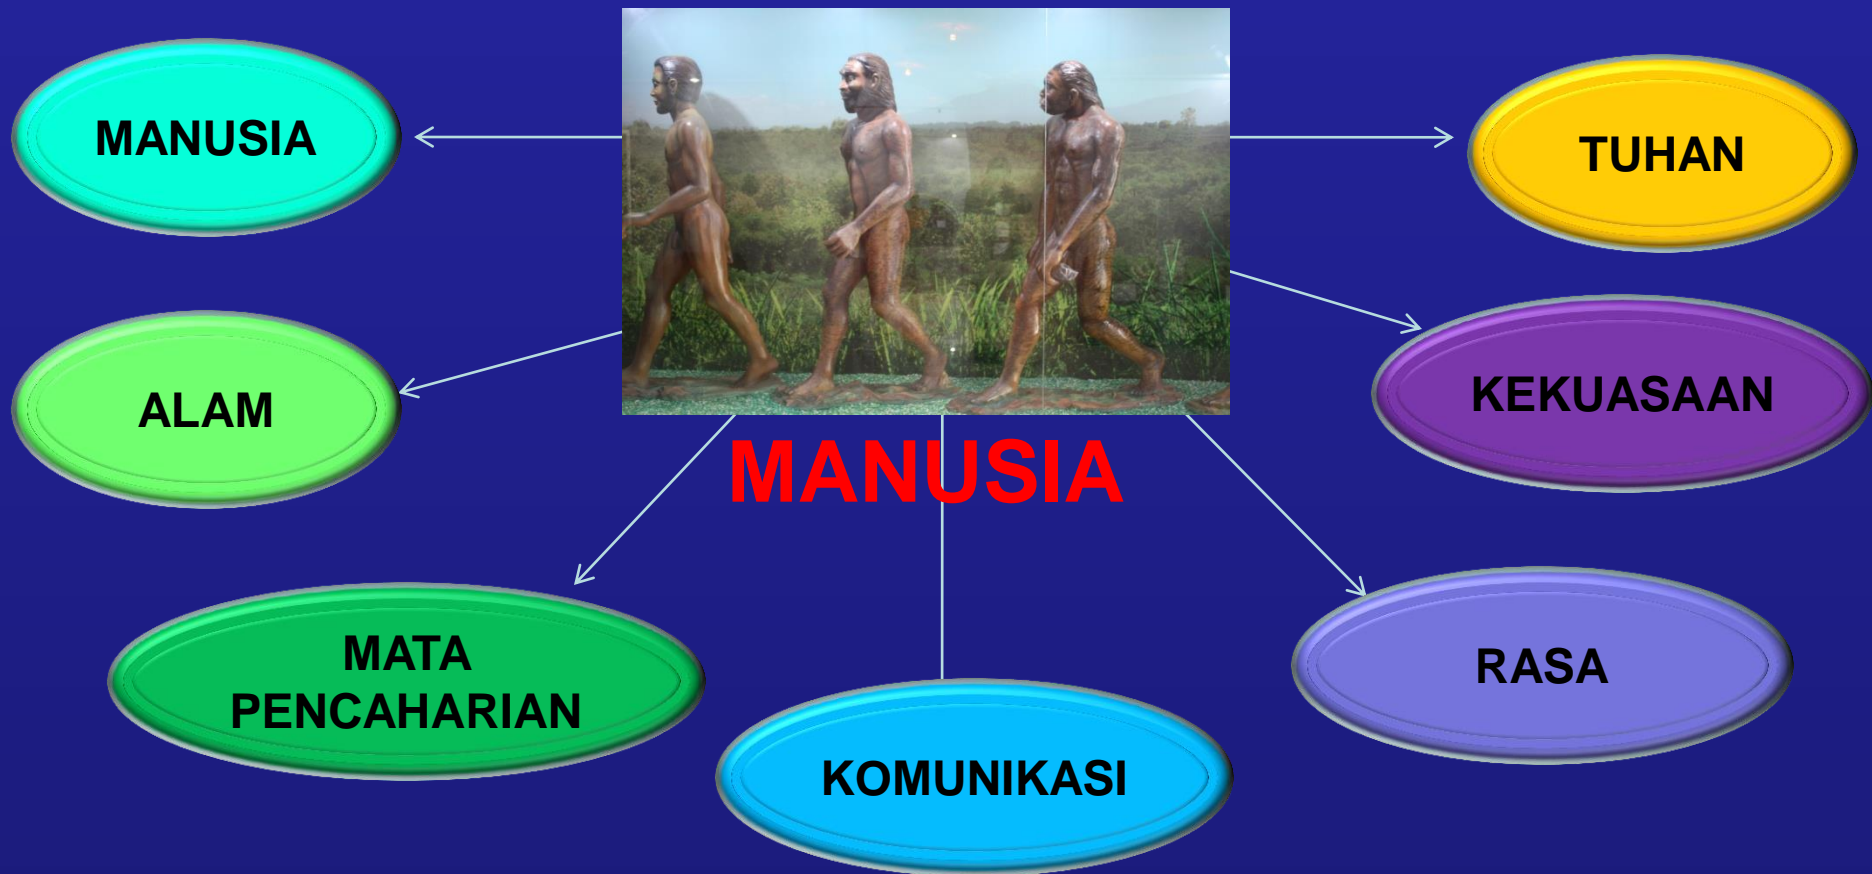 MANUSIA
TUHAN
ALAM
KEKUASAAN
MANUSIA
MATA
PENCAHARIAN
RASA
KOMUNIKASI